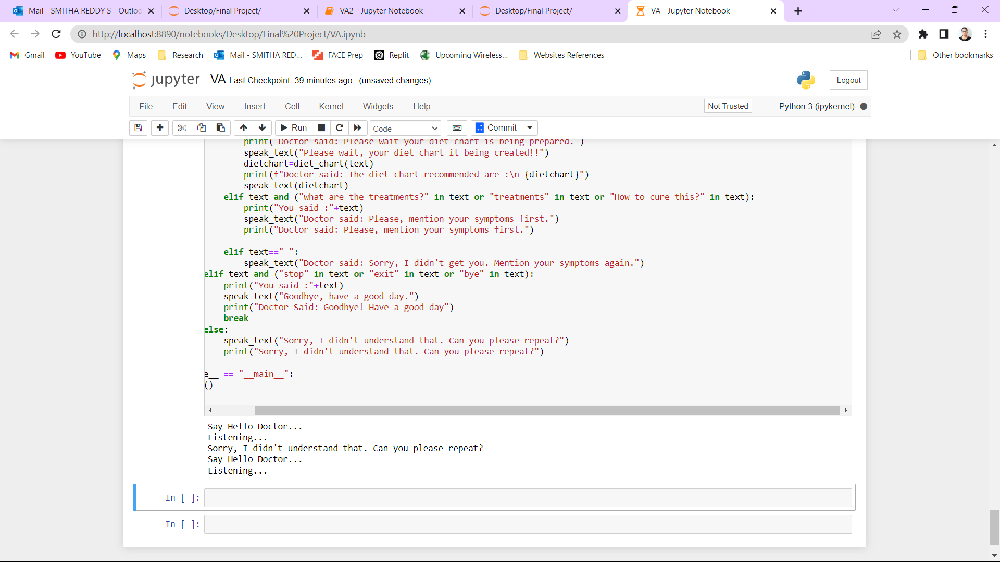 Mail - SMITHA REDDY S - Outloo
Desktop/Final Project/
VA2 - Jupyter Notebook
Desktop/Final Project/
VA - Jupyter Notebook
http://localhost:8890/notebooks/Desktop/Final%20Project/VA.ipynb
Gmail
YouTube
Maps
Research
Mail - SMITHA RED...
FACE Prep
Replit
Upcoming Wireless...
Websites References
Other bookmarks
jupyter VA Last Checkpoint: 39 minutes ago (unsaved changes)
Logout
File Edit View Insert Cell Kernel Widgets Help
Not Trusted
Python 3 (ipykernel)
Run
Code
Commit
print("Doctor said: Please wait your diet chart is being prepared.")
speak_text("Please wait, your diet chart it being created!!")
dietchart=diet_chart(text)
print(f"Doctor said: The diet chart recommended are :\n {dietchart}")
speak_text(dietchart)
elif text and ("what are the treatments?" in text or "treatments" in text or "How to cure this?" in text):
print("You said :"+text)
speak_text("Doctor said: Please, mention your symptoms first.")
print("Doctor said: Please, mention your symptoms first.")
elif text==" ":
speak_text("Doctor said: Sorry, I didn't get you. Mention your symptoms again.")
elif text and ("stop" in text or "exit" in text or "bye" in text):
print("You said :"+text)
speak_text("Goodbye, have a good day.")
print("Doctor Said: Goodbye! Have a good day")
break
else:
speak_text("Sorry, I didn't understand that. Can you please repeat?")
print("Sorry, I didn't understand that. Can you please repeat?")
e__ == "__main__":
()
Say Hello Doctor...
Listening...
Sorry, I didn't understand that. Can you please repeat?
Say Hello Doctor...
Listening...
In [ ]:
In [ ]: